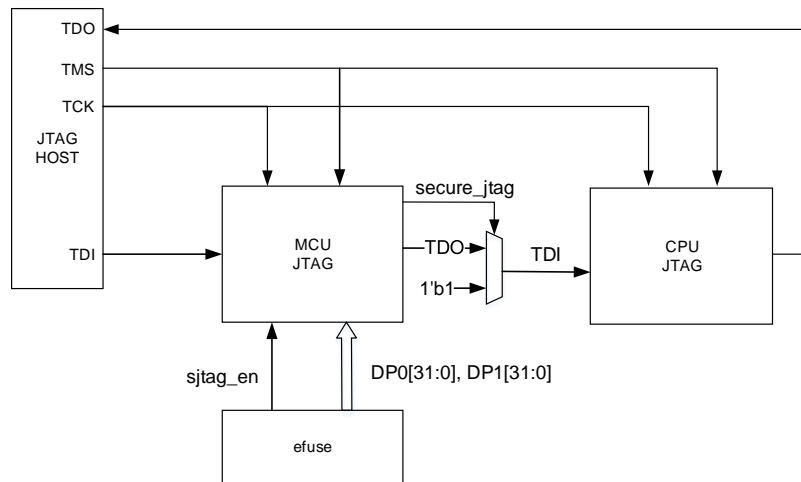 TDO
TMS
TCK
JTAG
HOST
TDI
secure_jtag
MCU
JTAG
TDO
1'b1
TDI
CPU
JTAG
sjtag_en
DP0[31:0], DP1[31:0]
efuse